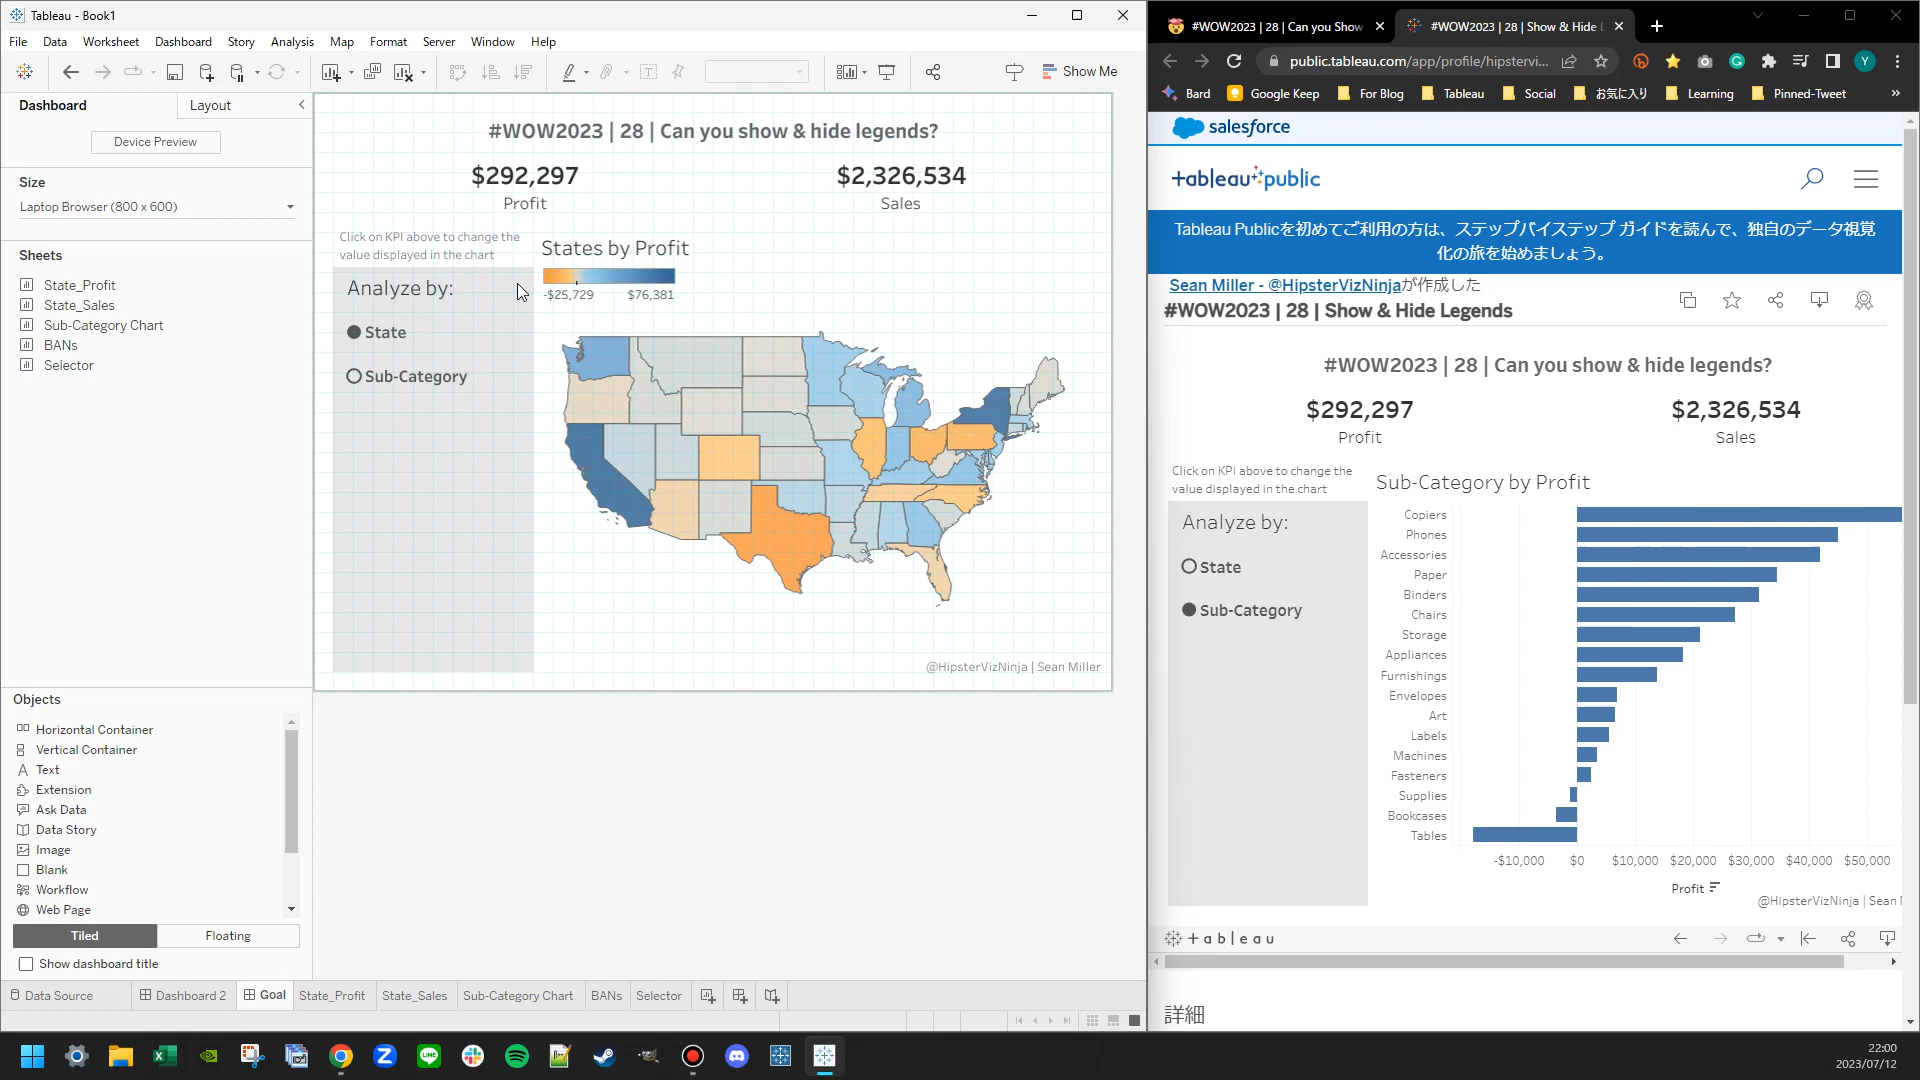 Tableau - Book1
File Data Worksheet Dashboard Story Analysis Map Format Server Window Help
Show Me
Dashboard Layout
Device Preview
Size
Laptop Browser (800 x 600)
Sheets
State_Profit
State_Sales
Sub-Category Chart
BANs
Selector
Objects
Horizontal Container
Vertical Container
Text
Extension
Ask Data
Data Story
Image
Blank
Workflow
Web Page
Tiled Floating
Show dashboard title
#WOW2023 | 28 | Can you show & hide legends?
$292,297 $2,326,534
Profit Sales
Click on KPI above to change the
value displayed in the chart
States by Profit
-$25,729 $76,381
Analyze by:
State
Sub-Category
@HipsterVizNinja | Sean Miller
Data Source Dashboard 2 Goal State_Profit State_Sales Sub-Category Chart BANs Selector
#WOW2023 | 28 | Can you Show #WOW2023 | 28 | Show & Hide L
public.tableau.com/app/profile/hipstervi...
Y
Bard Google Keep For Blog Tableau Social お気に入り Learning Pinned-Tweet »
salesforce
tableau public
Tableau Publicを初めてご利用の方は、ステップバイステップ ガイドを読んで、独自のデータ視覚
化の旅を始めましょう。
Sean Miller - @HipsterVizNinjaが作成した
#WOW2023 | 28 | Show & Hide Legends
#WOW2023 | 28 | Can you show & hide legends?
$292,297 $2,326,534
Profit Sales
Click on KPI above to change the
value displayed in the chart
Sub-Category by Profit
Analyze by:
State
Sub-Category
Copiers
Phones
Accessories
Paper
Binders
Chairs
Storage
Appliances
Furnishings
Envelopes
Art
Labels
Machines
Fasteners
Supplies
Bookcases
Tables
-$10,000 $0 $10,000 $20,000 $30,000 $40,000 $50,000
Profit
@HipsterVizNinja | Sean
tableau
詳細
22:00
2023/07/12